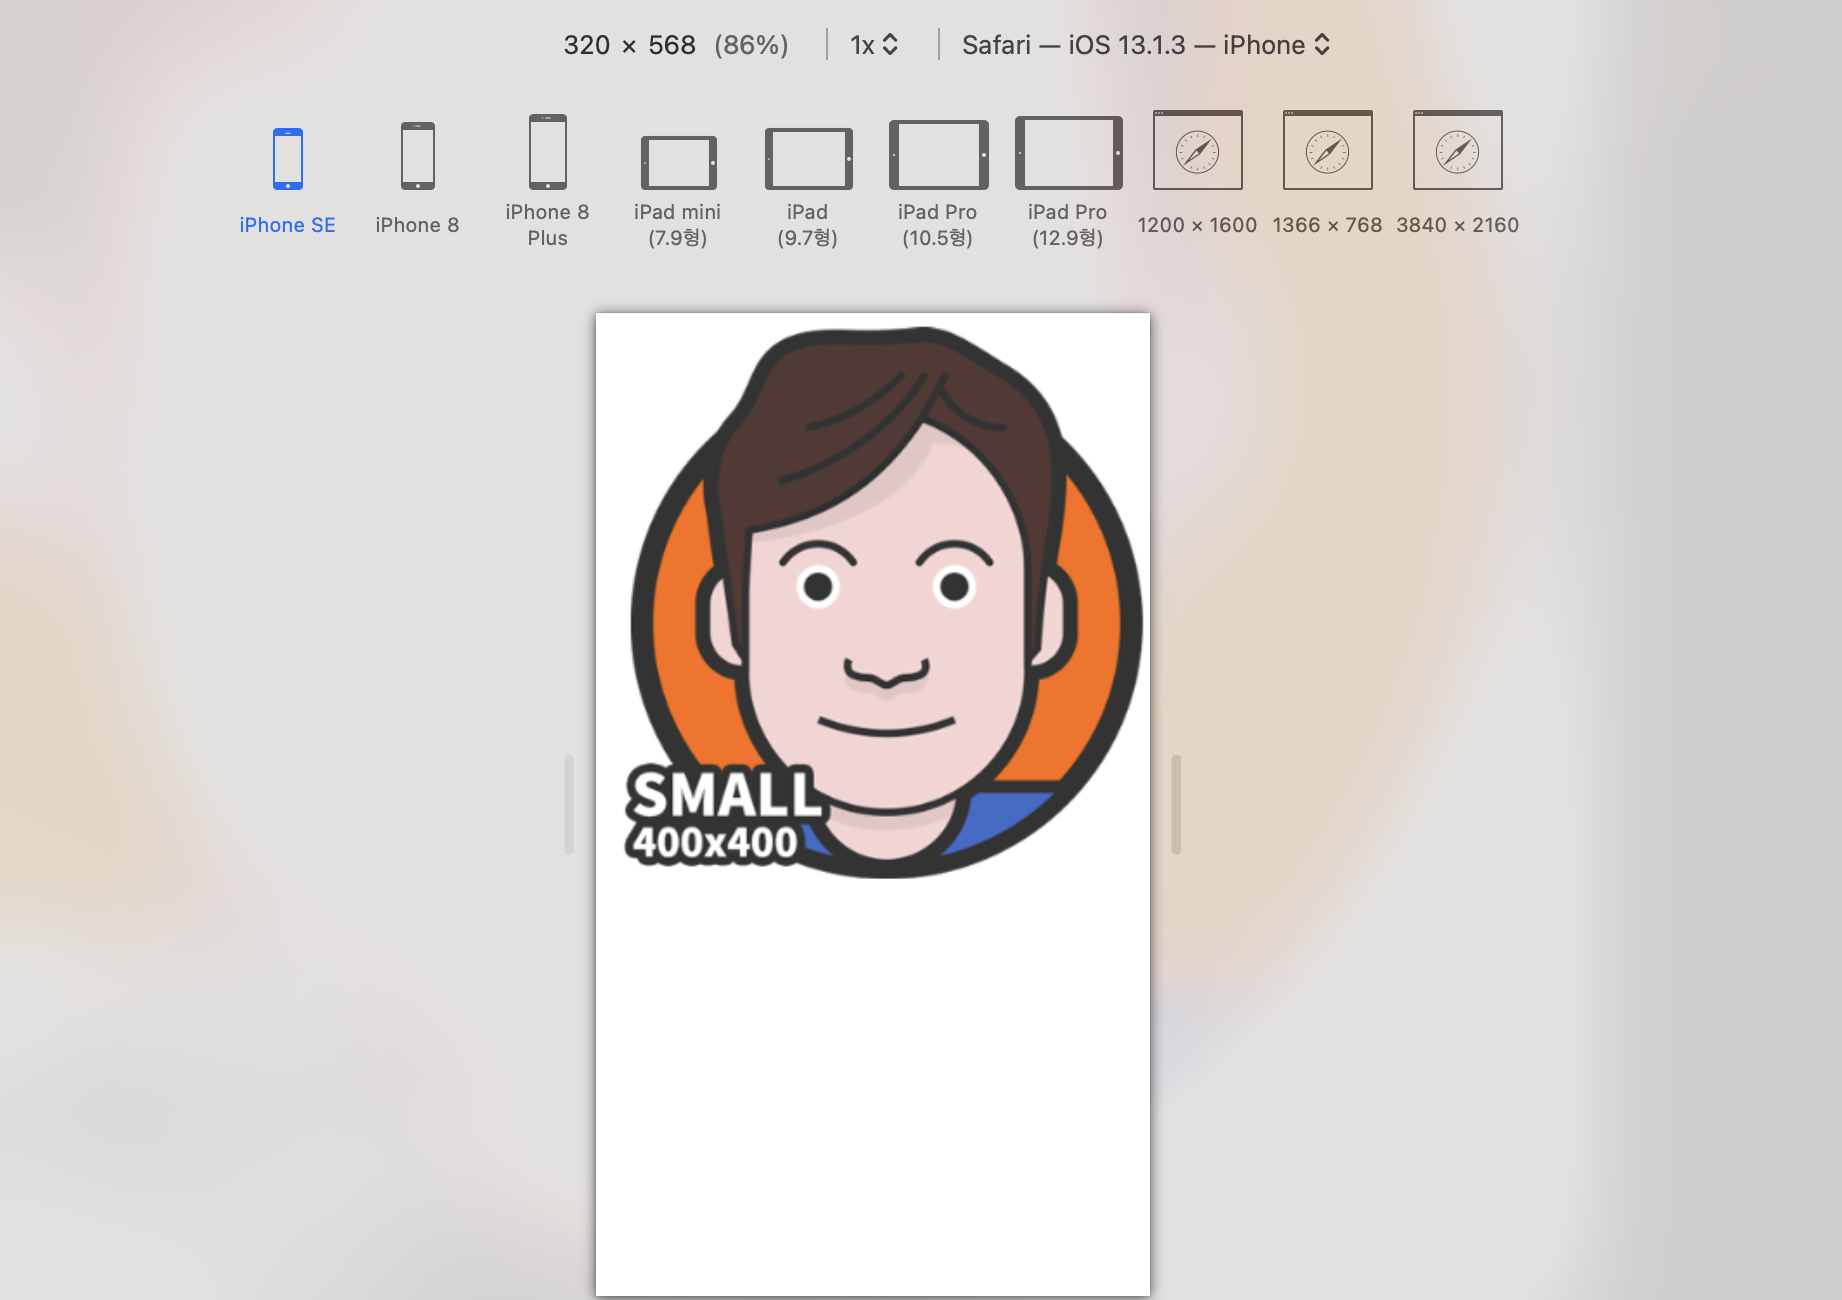 320 × 568 (86%) 1x Safari — iOS 13.1.3 — iPhone
iPhone SE
iPhone 8
iPhone 8
Plus
iPad mini
(7.9형)
iPad
(9.7형)
iPad Pro
(10.5형)
iPad Pro
(12.9형)
1200 × 1600
1366 × 768
3840 × 2160
SMALL
400x400